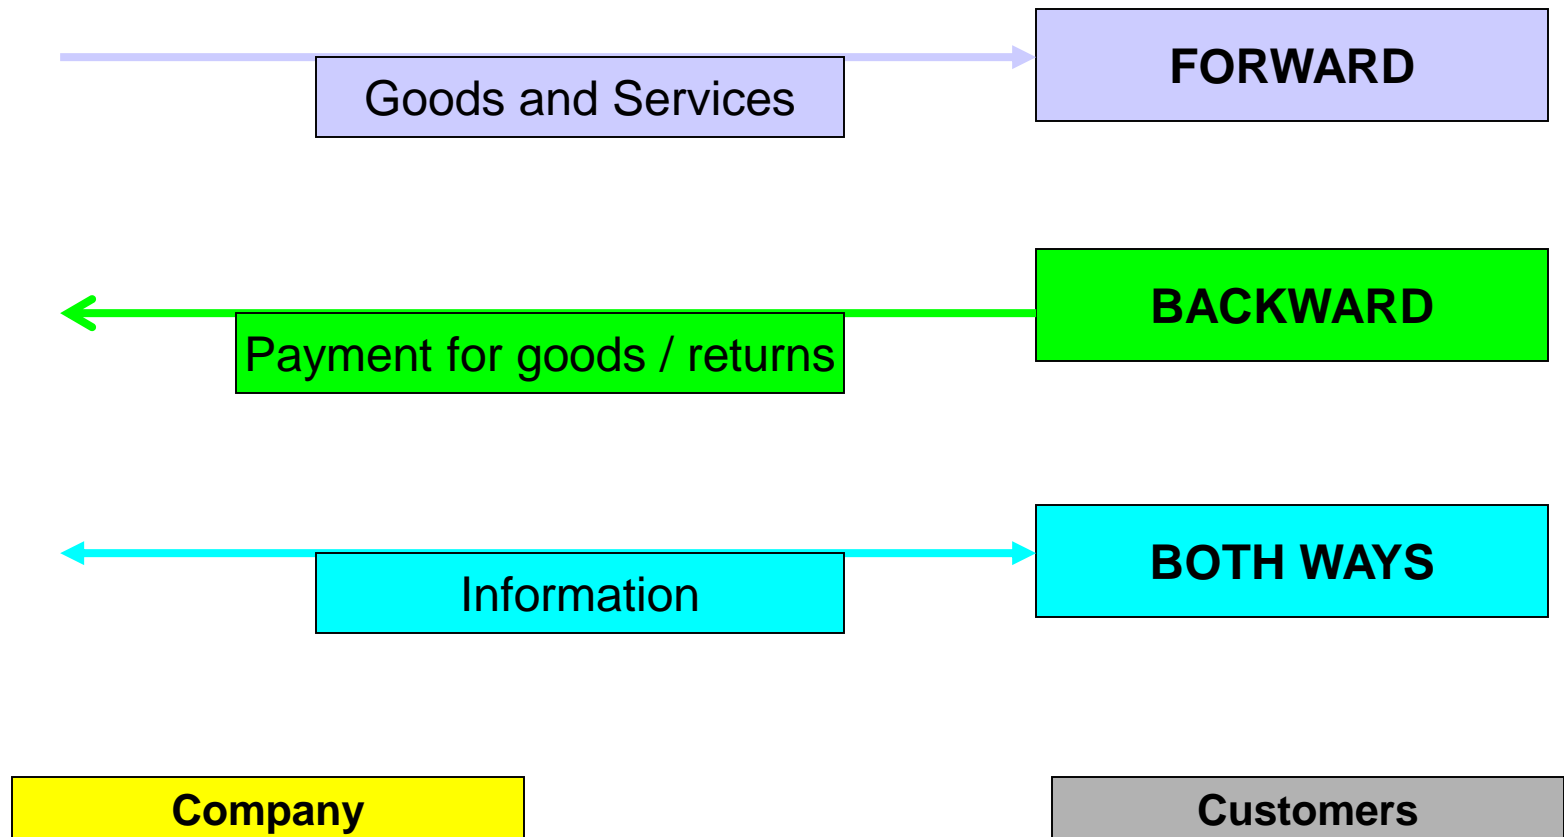 FORWARD
Goods and Services
BACKWARD
Payment for goods / returns
BOTH WAYS
Information
Company
Customers